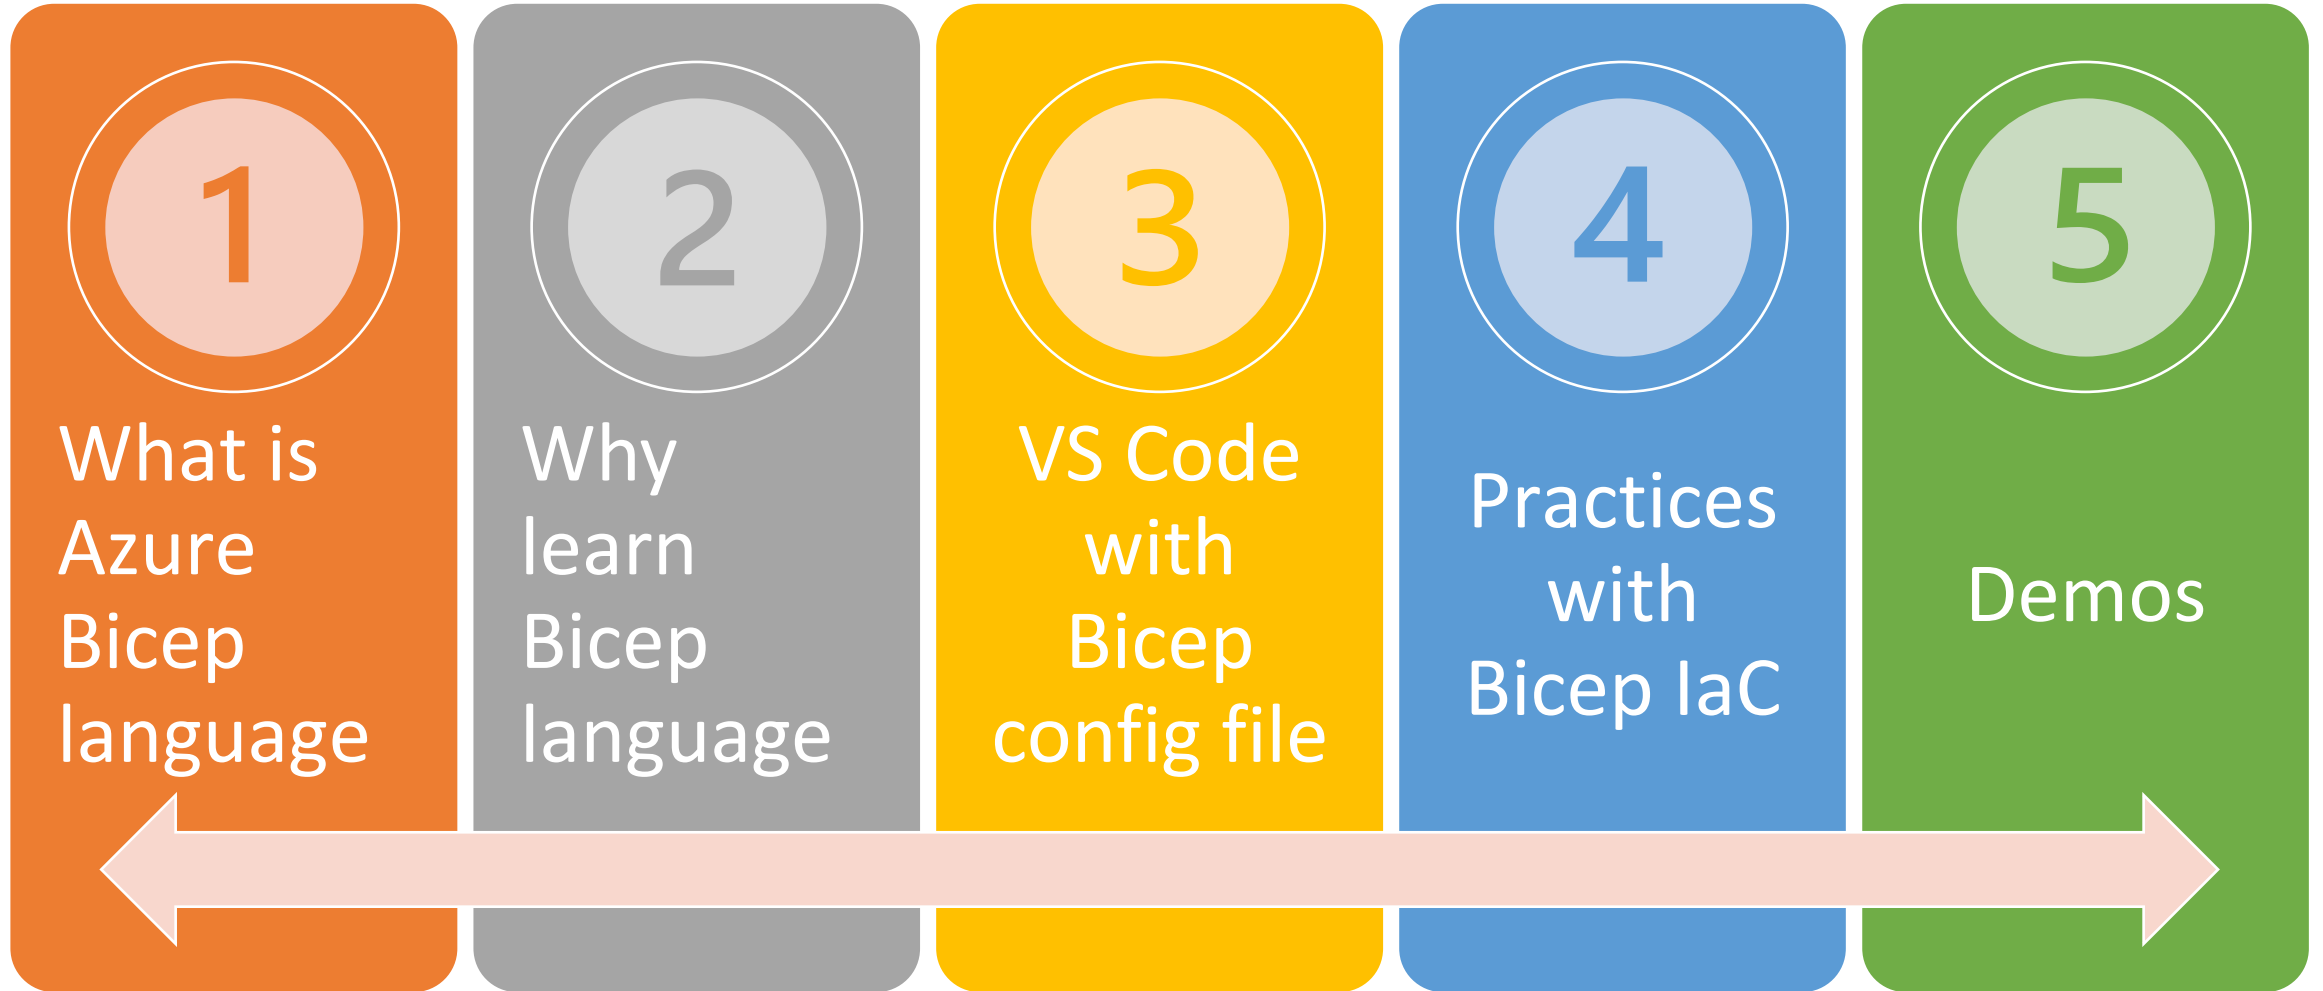 1
What is
Azure
Bicep
language
2
Why
learn
Bicep
language
3
VS Code
with
Bicep
config file
4
Practices
with
Bicep IaC
5
Demos